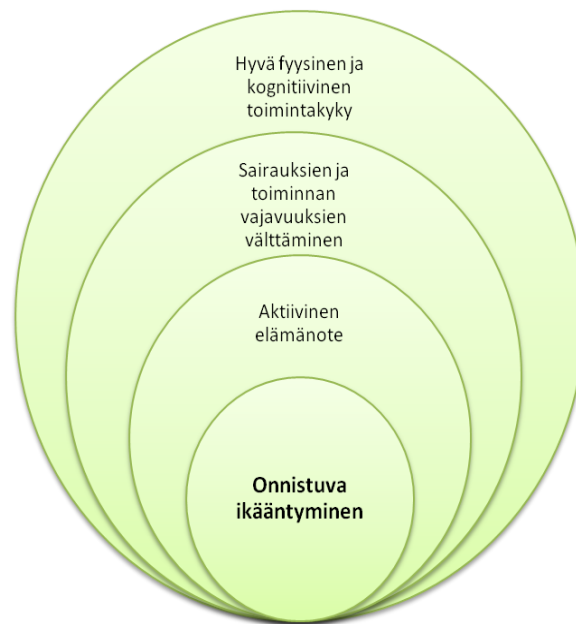 Hyvä fyysinen ja
kognitiivinen
toimintakyky
Sairauksien ja
toiminnan
vajavuuksien
välttäminen
Aktiivinen
elämänote
Onnistuva
ikääntyminen